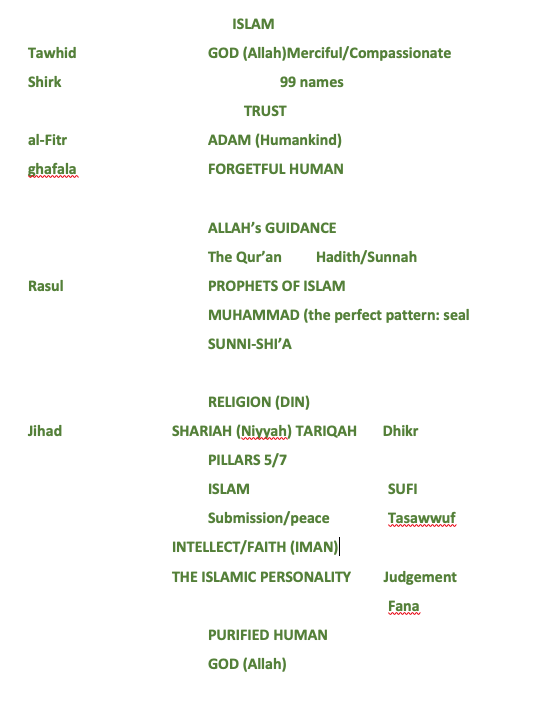 ISLAM
Tawhid GOD (Allah)Merciful/Compassionate
Shirk 99 names
TRUST
al-Fitr ADAM (Humankind)
ghafala FORGETFUL HUMAN
ALLAH’s GUIDANCE
The Qur’an Hadith/Sunnah
Rasul PROPHETS OF ISLAM
MUHAMMAD (the perfect pattern: seal
SUNNI-SHI’A
RELIGION (DIN)
Jihad SHARIAH (Niyyah) TARIQAH Dhikr
PILLARS 5/7
ISLAM SUFI
Submission/peace Tasawwuf
INTELLECT/FAITH (IMAN)
THE ISLAMIC PERSONALITY Judgement
Fana
PURIFIED HUMAN
GOD (Allah)